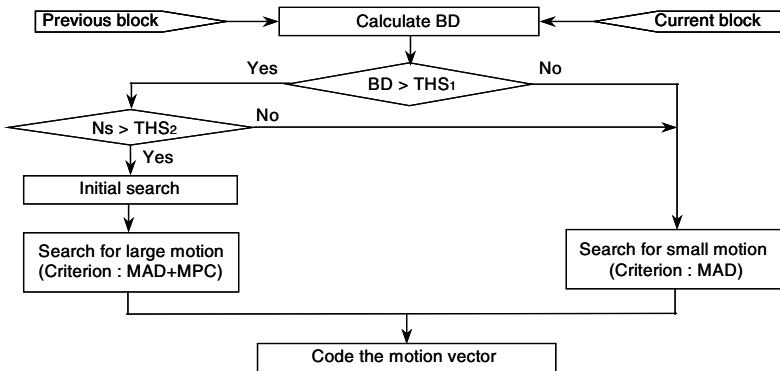 Previous block
Calculate BD
Current block
Yes
BD > THS1
No
Ns > THS2
No
Yes
Initial search
Search for large motion
(Criterion : MAD+MPC)
Search for small motion
(Criterion : MAD)
Code the motion vector